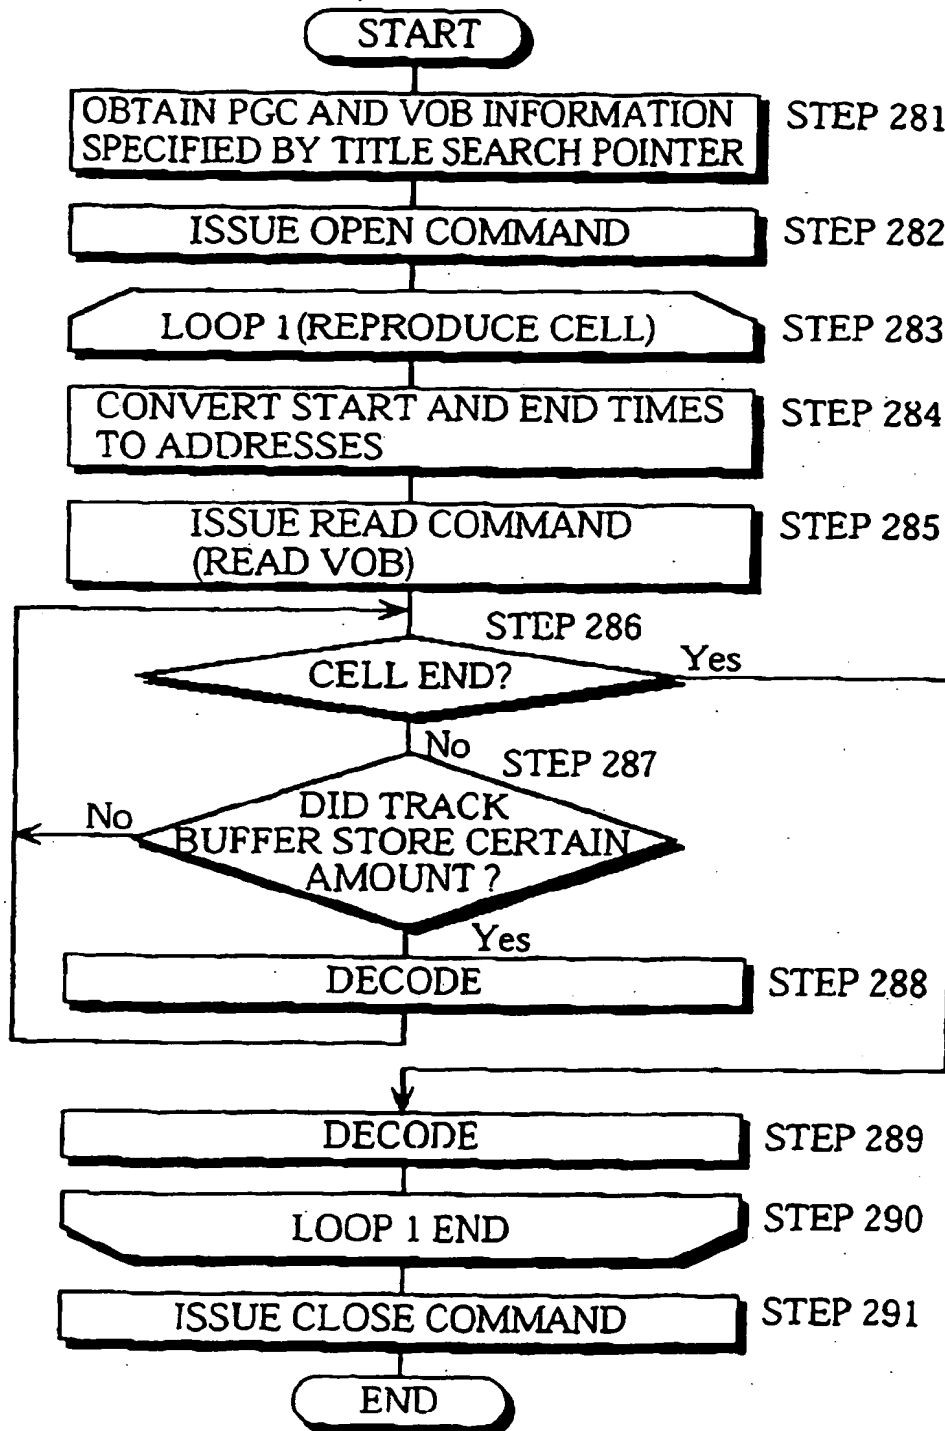 START
OBTAIN PGC AND VOB INFORMATION
SPECIFIED BY TITLE SEARCH POINTER
STEP 281
ISSUE OPEN COMMAND
STEP 282
LOOP 1 (REPRODUCE CELL)
STEP 283
CONVERT START AND END TIMES
TO ADDRESSES
STEP 284
ISSUE READ COMMAND
(READ VOB)
STEP 285
STEP 286
CELL END?
Yes
No
STEP 287
DID TRACK
BUFFER STORE CERTAIN
AMOUNT ?
No
Yes
DECODE
STEP 288
DECODE
STEP 289
LOOP 1 END
STEP 290
ISSUE CLOSE COMMAND
STEP 291
END